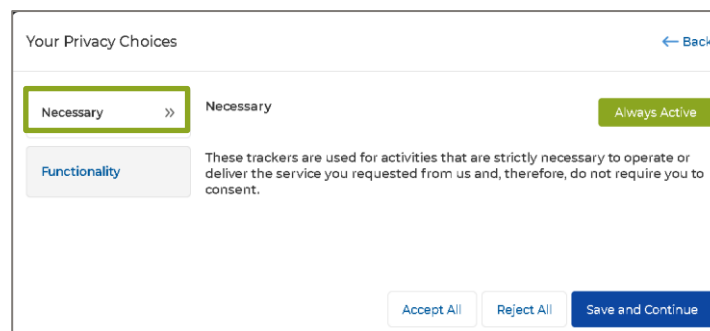 Your Privacy Choices
← Back
Necessary »
Necessary
Always Active
Functionality
These trackers are used for activities that are strictly necessary to operate or
deliver the service you requested from us and, therefore, do not require you to
consent.
Accept All
Reject All
Save and Continue